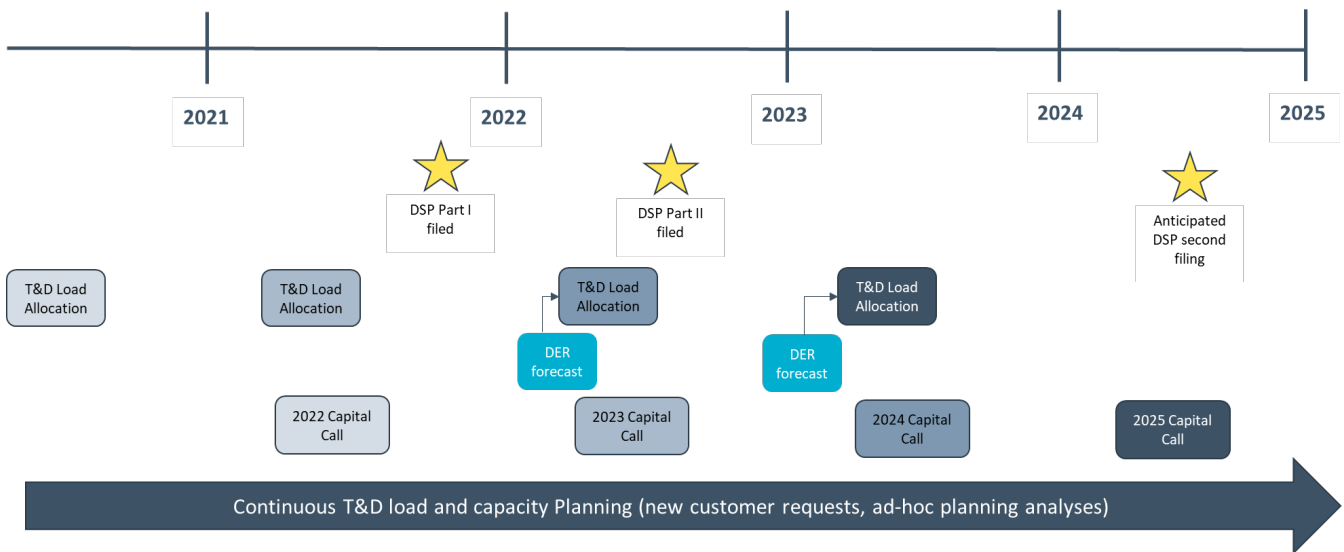 2021
2022
2023
2024
2025
DSP Part I
filed
DSP Part II
filed
Anticipated
DSP second
filing
T&D Load
Allocation
T&D Load
Allocation
T&D Load
Allocation
T&D Load
Allocation
DER
forecast
DER
forecast
2022 Capital
Call
2023 Capital
Call
2024 Capital
Call
2025 Capital
Call
Continuous T&D load and capacity Planning (new customer requests, ad-hoc planning analyses)